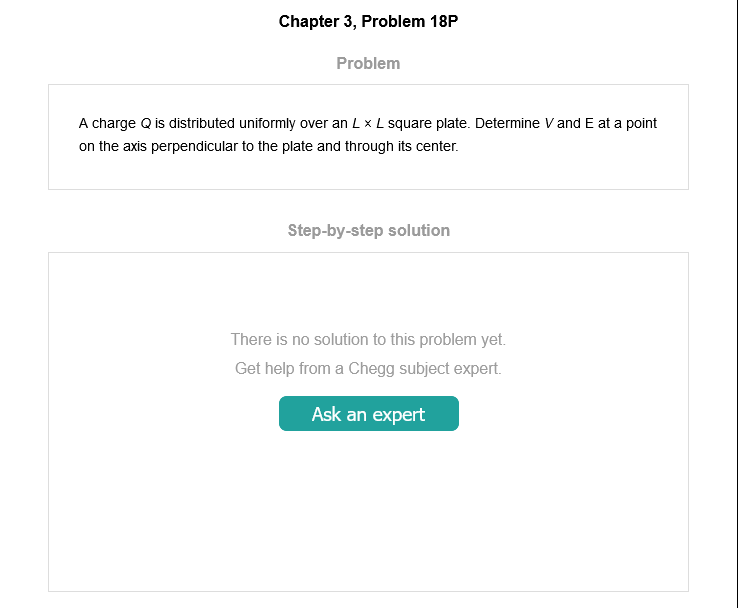 Chapter 3, Problem 18P
Problem
A charge Q is distributed uniformly over an L × L square plate. Determine V and E at a point
on the axis perpendicular to the plate and through its center.
Step-by-step solution
There is no solution to this problem yet.
Get help from a Chegg subject expert.
Ask an expert